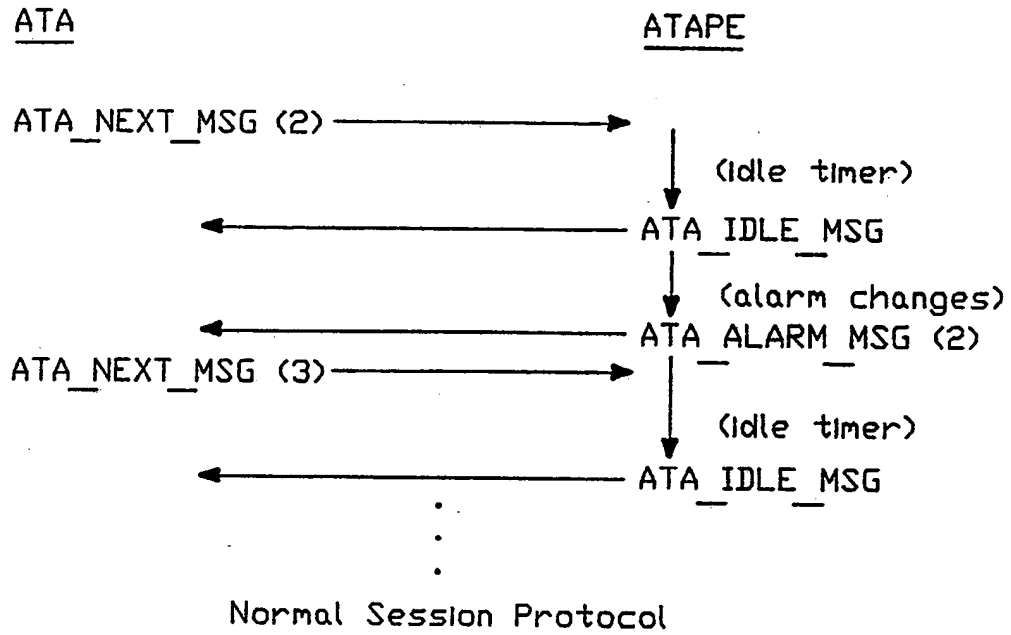 ATA
ATAPE
ATA_NEXT_MSG (2)
(idle timer)
ATA_IDLE_MSG
(alarm changes)
ATA_ALARM_MSG (2)
ATA_NEXT_MSG (3)
(idle timer)
ATA_IDLE_MSG
Normal Session Protocol